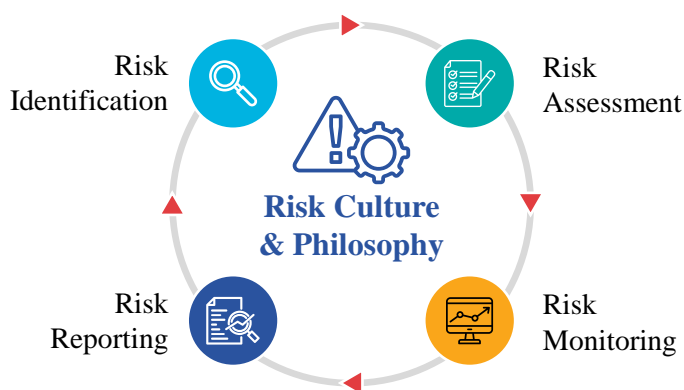 Risk
Identification
Risk
Assessment
Risk Culture
& Philosophy
Risk
Reporting
Risk
Monitoring